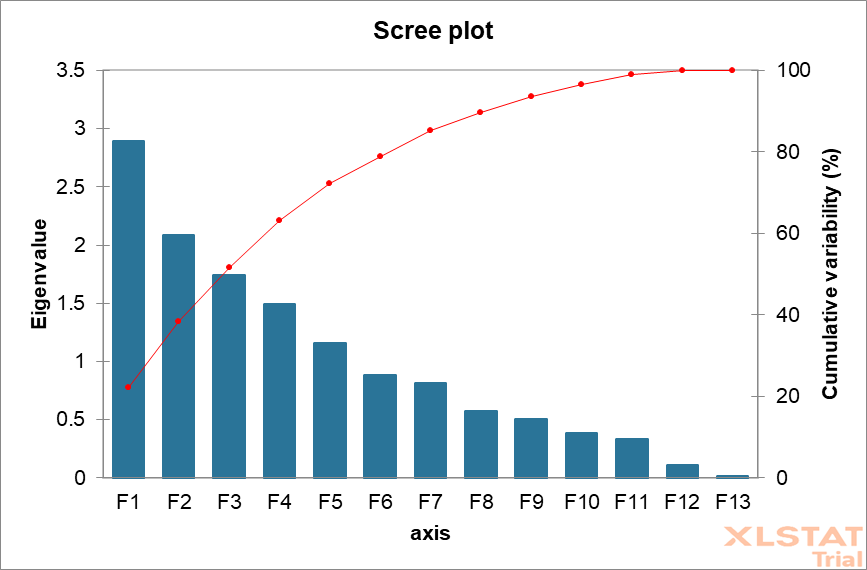 Scree plot
3.5
3
2.5
2
1.5
1
0.5
0
Eigenvalue
100
80
60
40
20
0
Cumulative variability (%)
F1 F2 F3 F4 F5 F6 F7 F8 F9 F10 F11 F12 F13
axis
XLSTAT
Trial